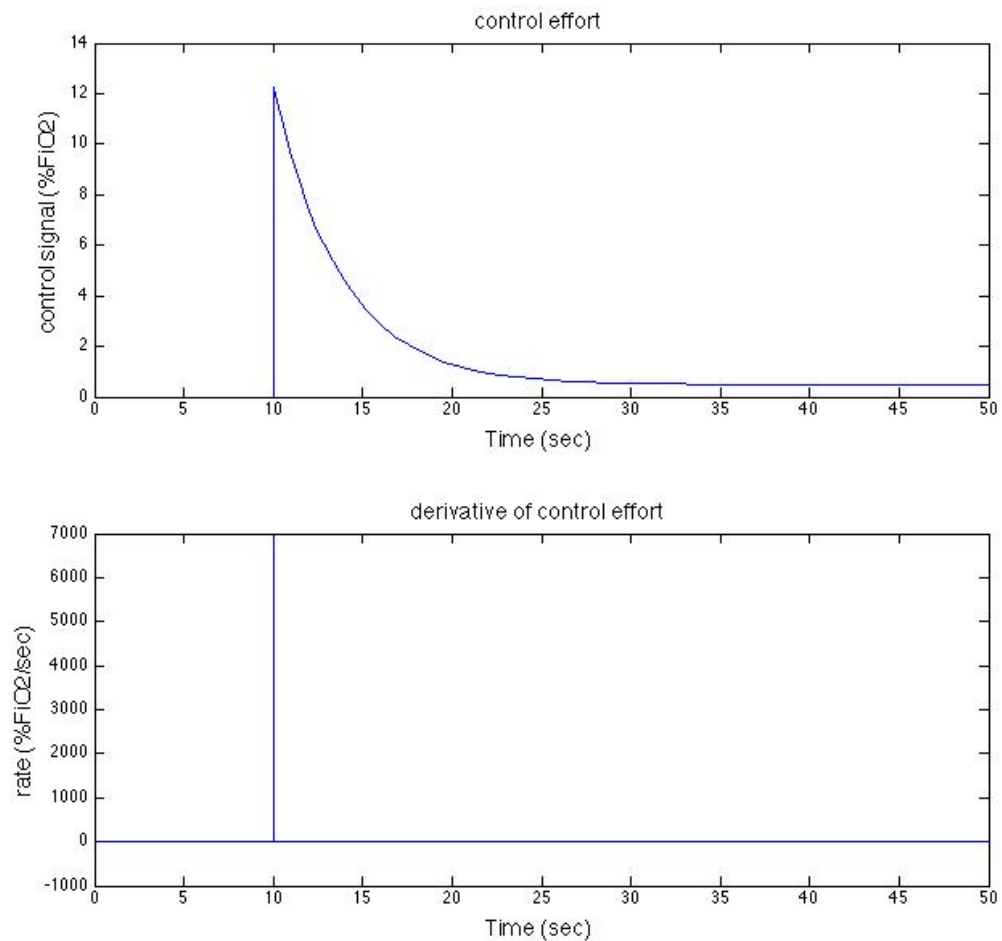 control effort
14
12
10
8
6
4
2
0
control signal (%FiO2)
0 5 10 15 20 25 30 35 40 45 50
Time (sec)
derivative of control effort
7000
6000
5000
4000
3000
2000
1000
0
-1000
rate (%FiO2/sec)
0 5 10 15 20 25 30 35 40 45 50
Time (sec)